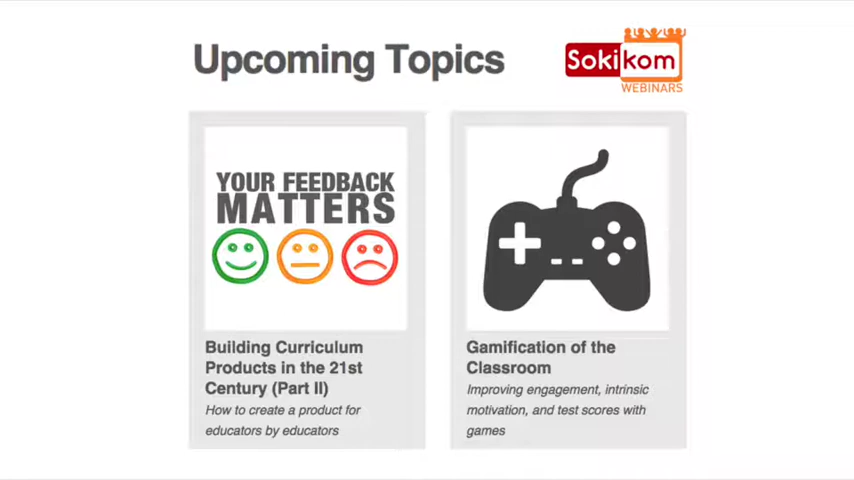 Upcoming Topics
Sokikom
WEBINARS
YOUR FEEDBACK
MATTERS
Building Curriculum
Products in the 21st
Century (Part II)
How to create a product for
educators by educators
Gamification of the
Classroom
Improving engagement, intrinsic
motivation, and test scores with
games